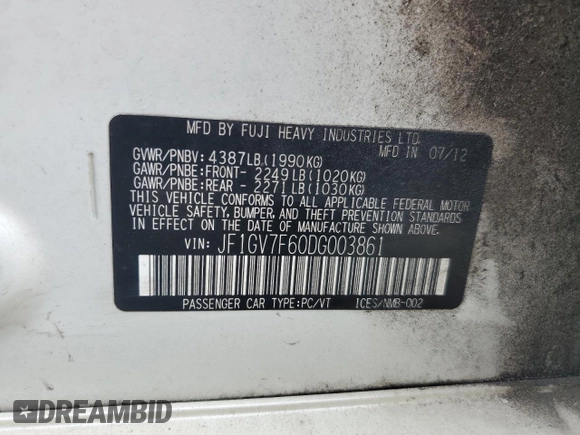 MFD BY FUJI HEAVY INDUSTRIES LTD.
MFD IN 07/12
GVWR/PNBV: 4387LB(1990KG)
GAWR/PNBE:FRONT- 2249LB(1020KG)
GAWR/PNBE:REAR - 2271LB(1030KG)
THIS VEHICLE CONFORMS TO ALL
APPLICABLE FEDERAL MOTOR
VEHICLE SAFETY, BUMPER, AND THEFT PREVENTION STANDARDS
IN EFFECT ON THE DATE OF MANUFACTURE SHOWN ABOVE.
VIN: JF1GV7F60DG003861
PASSENGER CAR TYPE:PC/VT 1CES/NMB-002
DREAMBID